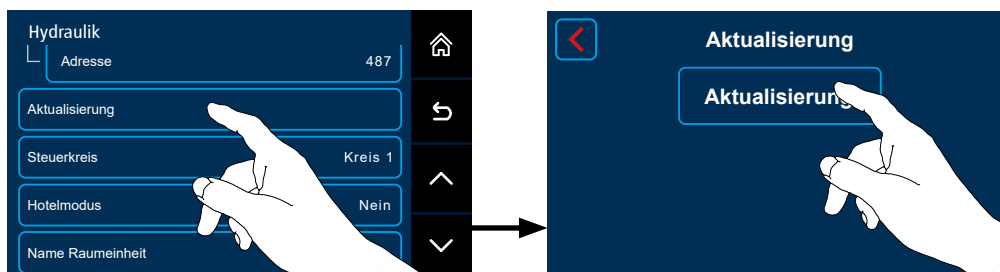 Hydraulik
Adresse 487
Aktualisierung
Steuerkreis Kreis 1
Hotelmodus Nein
Name Raumeinheit
Aktualisierung
Aktualisierung